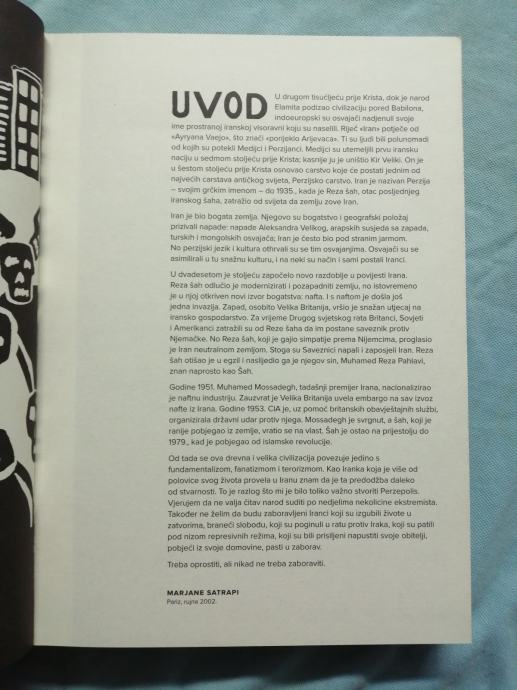 UVOD
U drugom tisućljeću prije Krista, dok je narod
Elamita podizao civilizaciju pored Babilona,
indoeuropski su osvajači nadjenuli svoje
ime prostranoj iranskoj visoravni koju su naselili. Riječ «Iran» potječe od
«Ayryana Vaejo», što znači «porijeklo Arijevaca». Ti su ljudi bili polunomadi
od kojih su potekli Medijci i Perzijanci. Medijci su utemeljili prvu iransku
naciju u sedmom stoljeću prije Krista; kasnije ju je uništio Kir Veliki. On je
u šestom stoljeću prije Krista osnovao carstvo koje će postati jednim od
najvećih carstava antičkog svijeta, Perzijsko carstvo. Iran je nazivan Perzija
– svojim grčkim imenom – do 1935., kada je Reza šah, otac posljednjeg
iranskog šaha, zatražio od svijeta da zemlju zove Iran.
Iran je bio bogata zemlja. Njegovo su bogatstvo i geografski položaj
prizivali napade: napade Aleksandra Velikog, arapskih susjeda sa zapada,
turskih i mongolskih osvajača; Iran je često bio pod stranim jarmom.
No perzijski jezik i kultura othrvali su se tim osvajanjima. Osvajači su se
asimilirali u tu snažnu kulturu, i na neki su način i sami postali Iranci.
U dvadesetom je stoljeću započelo novo razdoblje u povijesti Irana.
Reza šah odlučio je modernizirati i pozapadniti zemlju, no istovremeno
je u njoj otkriven novi izvor bogatstva: nafta. I s naftom je došla još
jedna invazija. Zapad, osobito Velika Britanija, vršio je snažan utjecaj na
iransko gospodarstvo. Za vrijeme Drugog svjetskog rata Britanci, Sovjeti
i Amerikanci zatražili su od Reze šaha da im postane saveznik protiv
Njemačke. No Reza šah, koji je gajio simpatije prema Nijemcima, proglasio
je Iran neutralnom zemljom. Stoga su Saveznici napali i zaposjeli Iran. Reza
šah otišao je u egzil i naslijedio ga je njegov sin, Muhamed Reza Pahlavi,
znan naprosto kao Šah.
Godine 1951. Muhamed Mossadegh, tadašnji premijer Irana, nacionalizirao
je naftnu industriju. Zauzvrat je Velika Britanija uvela embargo na sav izvoz
nafte iz Irana. Godine 1953. CIA je, uz pomoć britanskih obavještajnih službi,
organizirala državni udar protiv njega. Mossadegh je svrgnut, a šah, koji je
ranije pobjegao iz zemlje, vratio se na vlast. Šah je ostao na prijestolju do
1979., kad je pobjegao od islamske revolucije.
Od tada se ova drevna i velika civilizacija povezuje jedino s
fundamentalizmom, fanatizmom i terorizmom. Kao Iranka koja je više od
polovice svog života provela u Iranu znam da je ta predodžba daleko
od stvarnosti. To je razlog što mi je bilo toliko važno stvoriti Perzepolis.
Vjerujem da ne valja čitav narod suditi po nedjelima nekolicine ekstremista.
Također ne želim da budu zaboravljeni Iranci koji su izgubili živote u
zatvorima, braneći slobodu, koji su poginuli u ratu protiv Iraka, koji su patili
pod nizom represivnih režima, koji su bili prisiljeni napustiti svoje obitelji,
pobjeći iz svoje domovine, pasti u zaborav.
Treba oprostiti, ali nikad ne treba zaboraviti.
MARJANE SATRAPI
Pariz, rujna 2002.